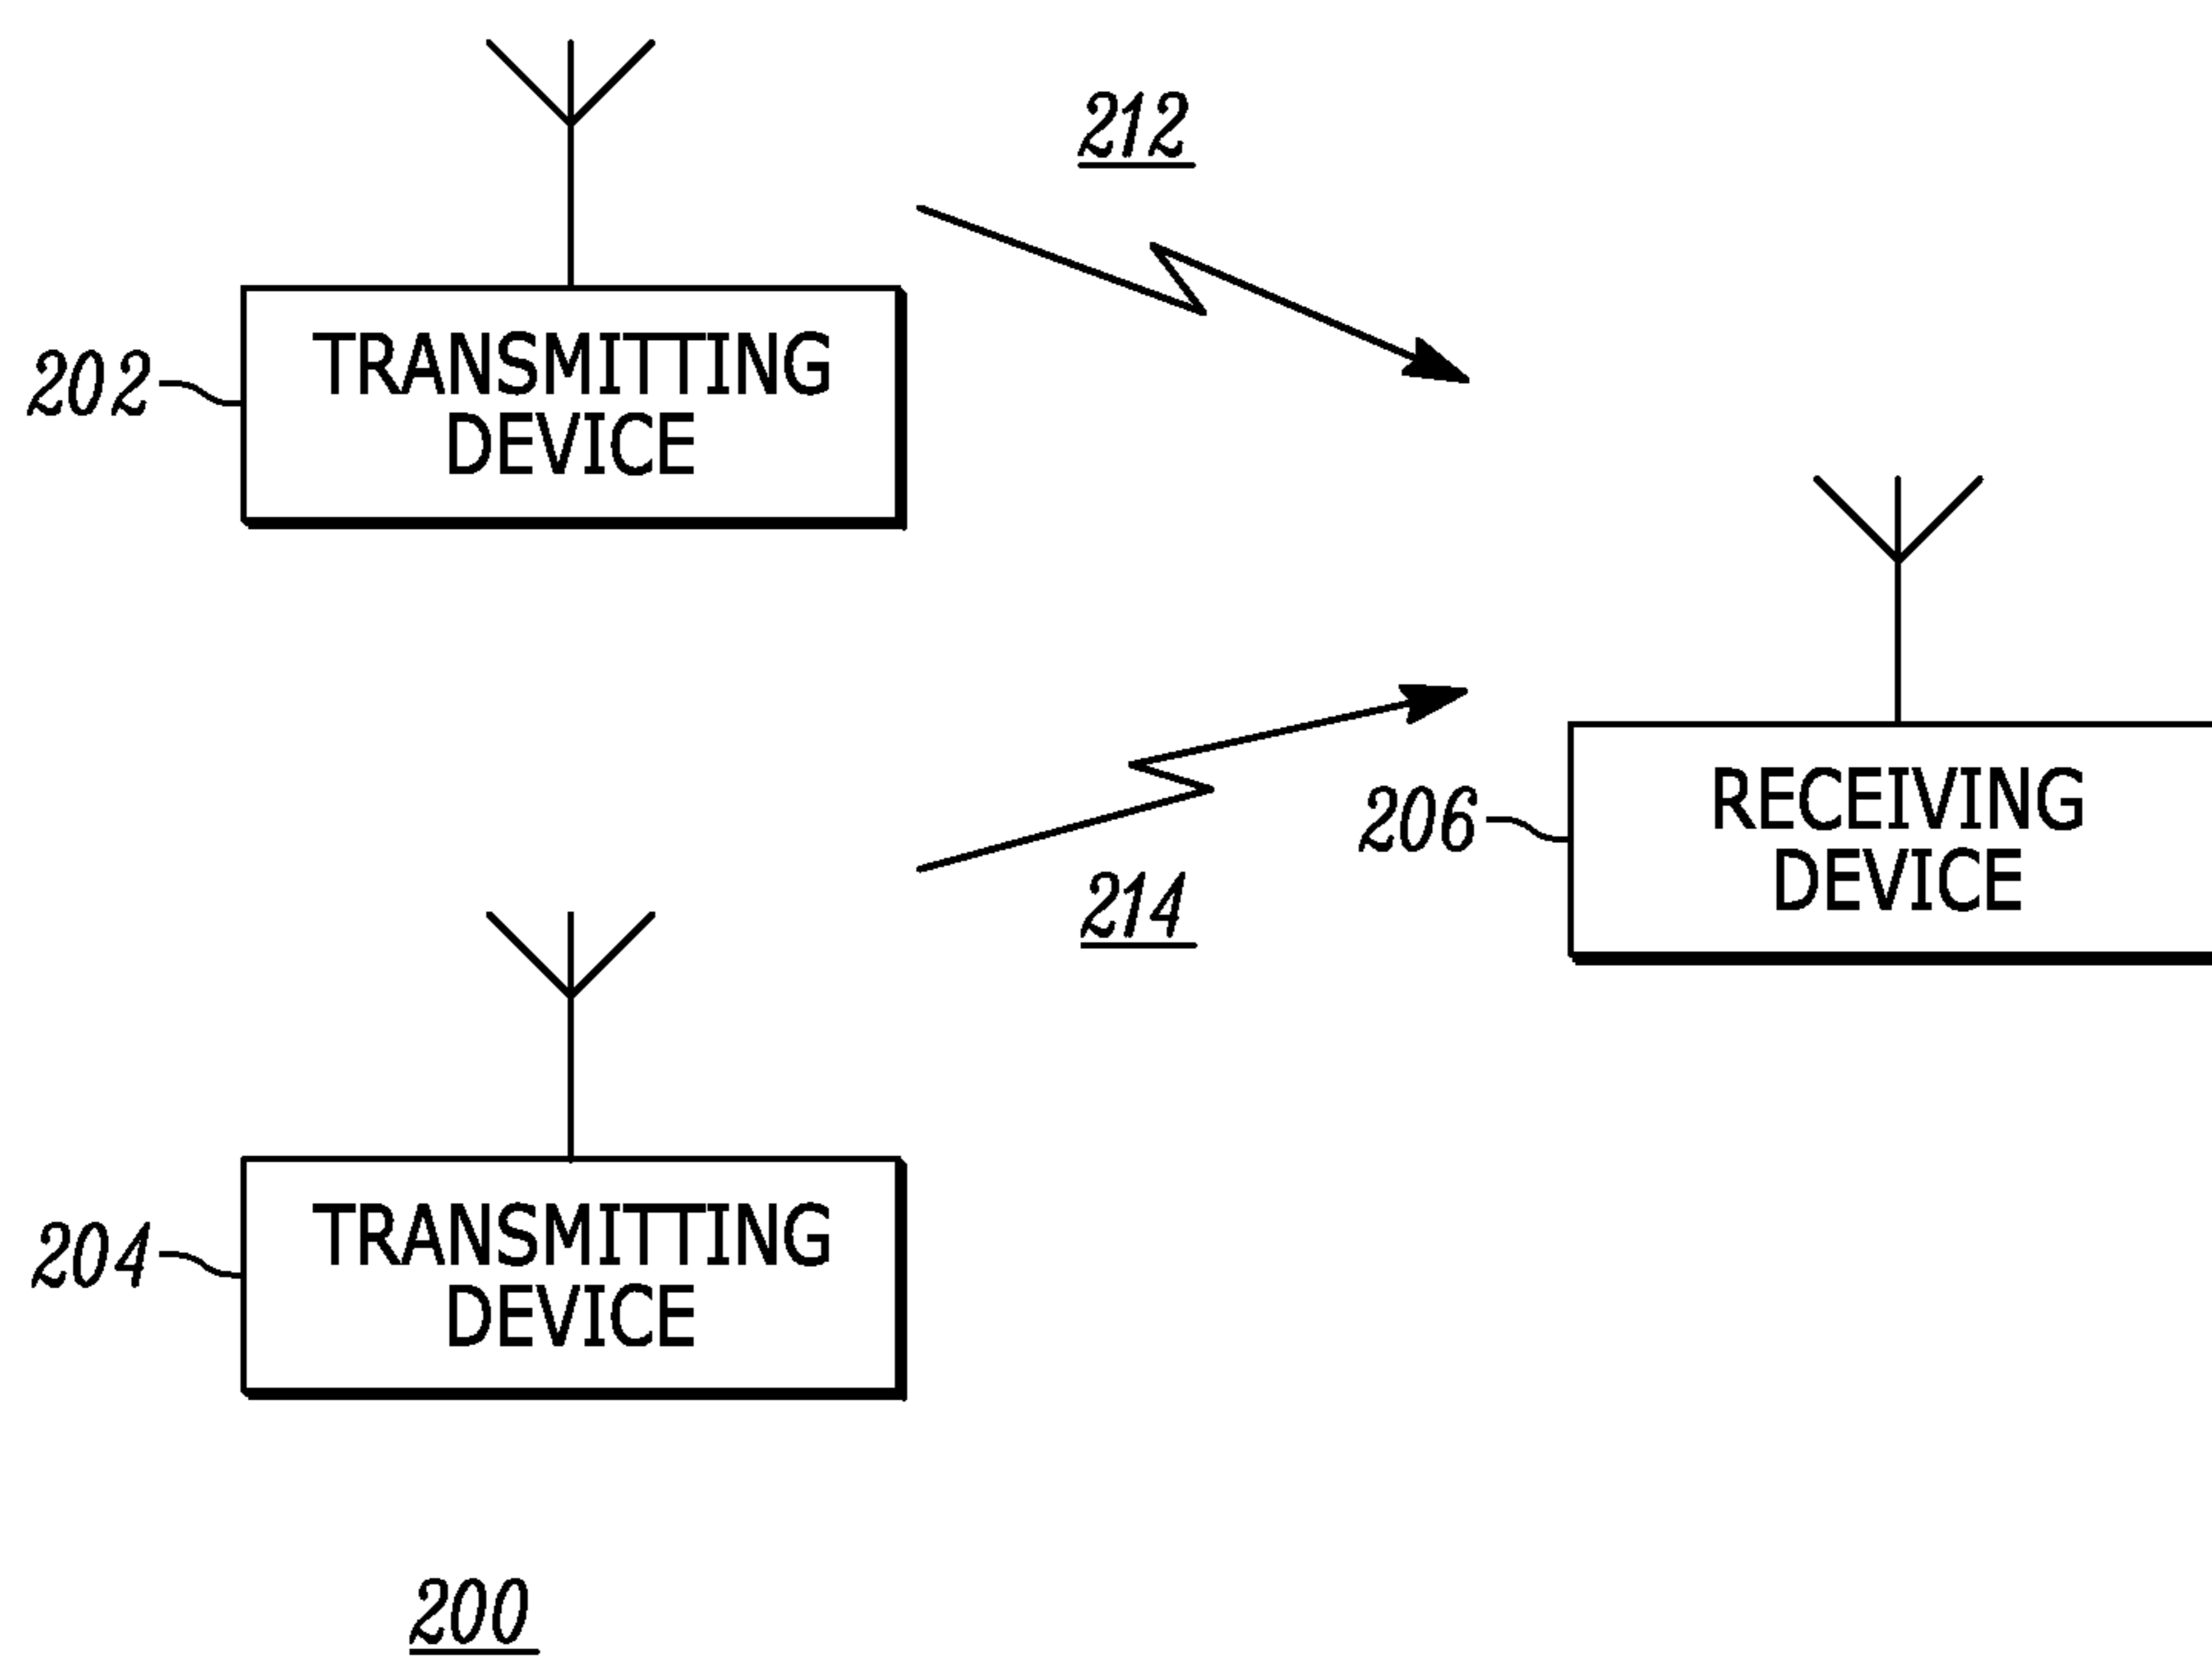 212
202
TRANSMITTING
DEVICE
206
RECEIVING
DEVICE
214
204
TRANSMITTING
DEVICE
200